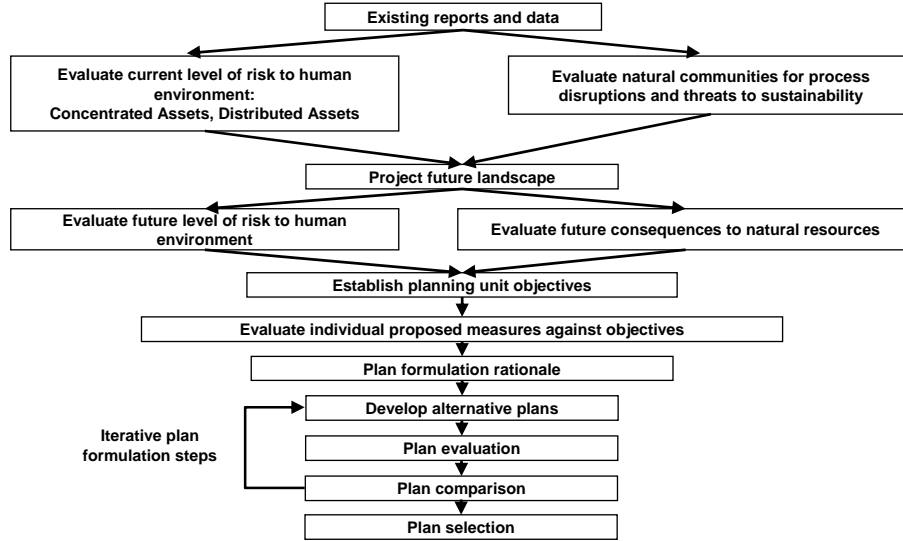 Existing reports and data
Evaluate current level of risk to human
environment:
Concentrated Assets, Distributed Assets
Evaluate natural communities for process
disruptions and threats to sustainability
Project future landscape
Evaluate future level of risk to human
environment
Evaluate future consequences to natural resources
Establish planning unit objectives
Evaluate individual proposed measures against objectives
Plan formulation rationale
Develop alternative plans
Iterative plan
formulation steps
Plan evaluation
Plan comparison
Plan selection